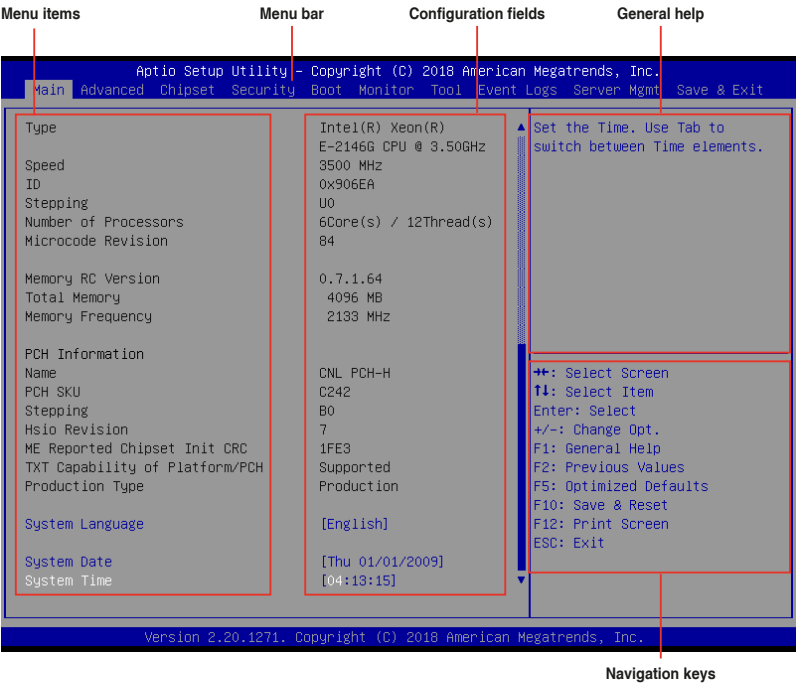 Menu items Menu bar Configuration fields General help
Aptio Setup Utility – Copyright (C) 2018 American Megatrends, Inc.
Main Advanced Chipset Security Boot Monitor Tool Event Logs Server Mgmt Save & Exit
Type Intel(R) Xeon(R)
E-2146G CPU @ 3.50GHz
Speed 3500 MHz
ID 0x906EA
Stepping U0
Number of Processors 6Core(s) / 12Thread(s)
Microcode Revision 84
Memory RC Version 0.7.1.64
Total Memory 4096 MB
Memory Frequency 2133 MHz
PCH Information
Name CNL PCH-H
PCH SKU C242
Stepping B0
Hsio Revision 7
ME Reported Chipset Init CRC 1FE3
TXT Capability of Platform/PCH Supported
Production Type Production
System Language [English]
System Date [Thu 01/01/2009]
System Time [04:13:15]
Set the Time. Use Tab to
switch between Time elements.
→←: Select Screen
↑↓: Select Item
Enter: Select
+/-: Change Opt.
F1: General Help
F2: Previous Values
F5: Optimized Defaults
F10: Save & Reset
F12: Print Screen
ESC: Exit
Version 2.20.1271. Copyright (C) 2018 American Megatrends, Inc.
Navigation keys